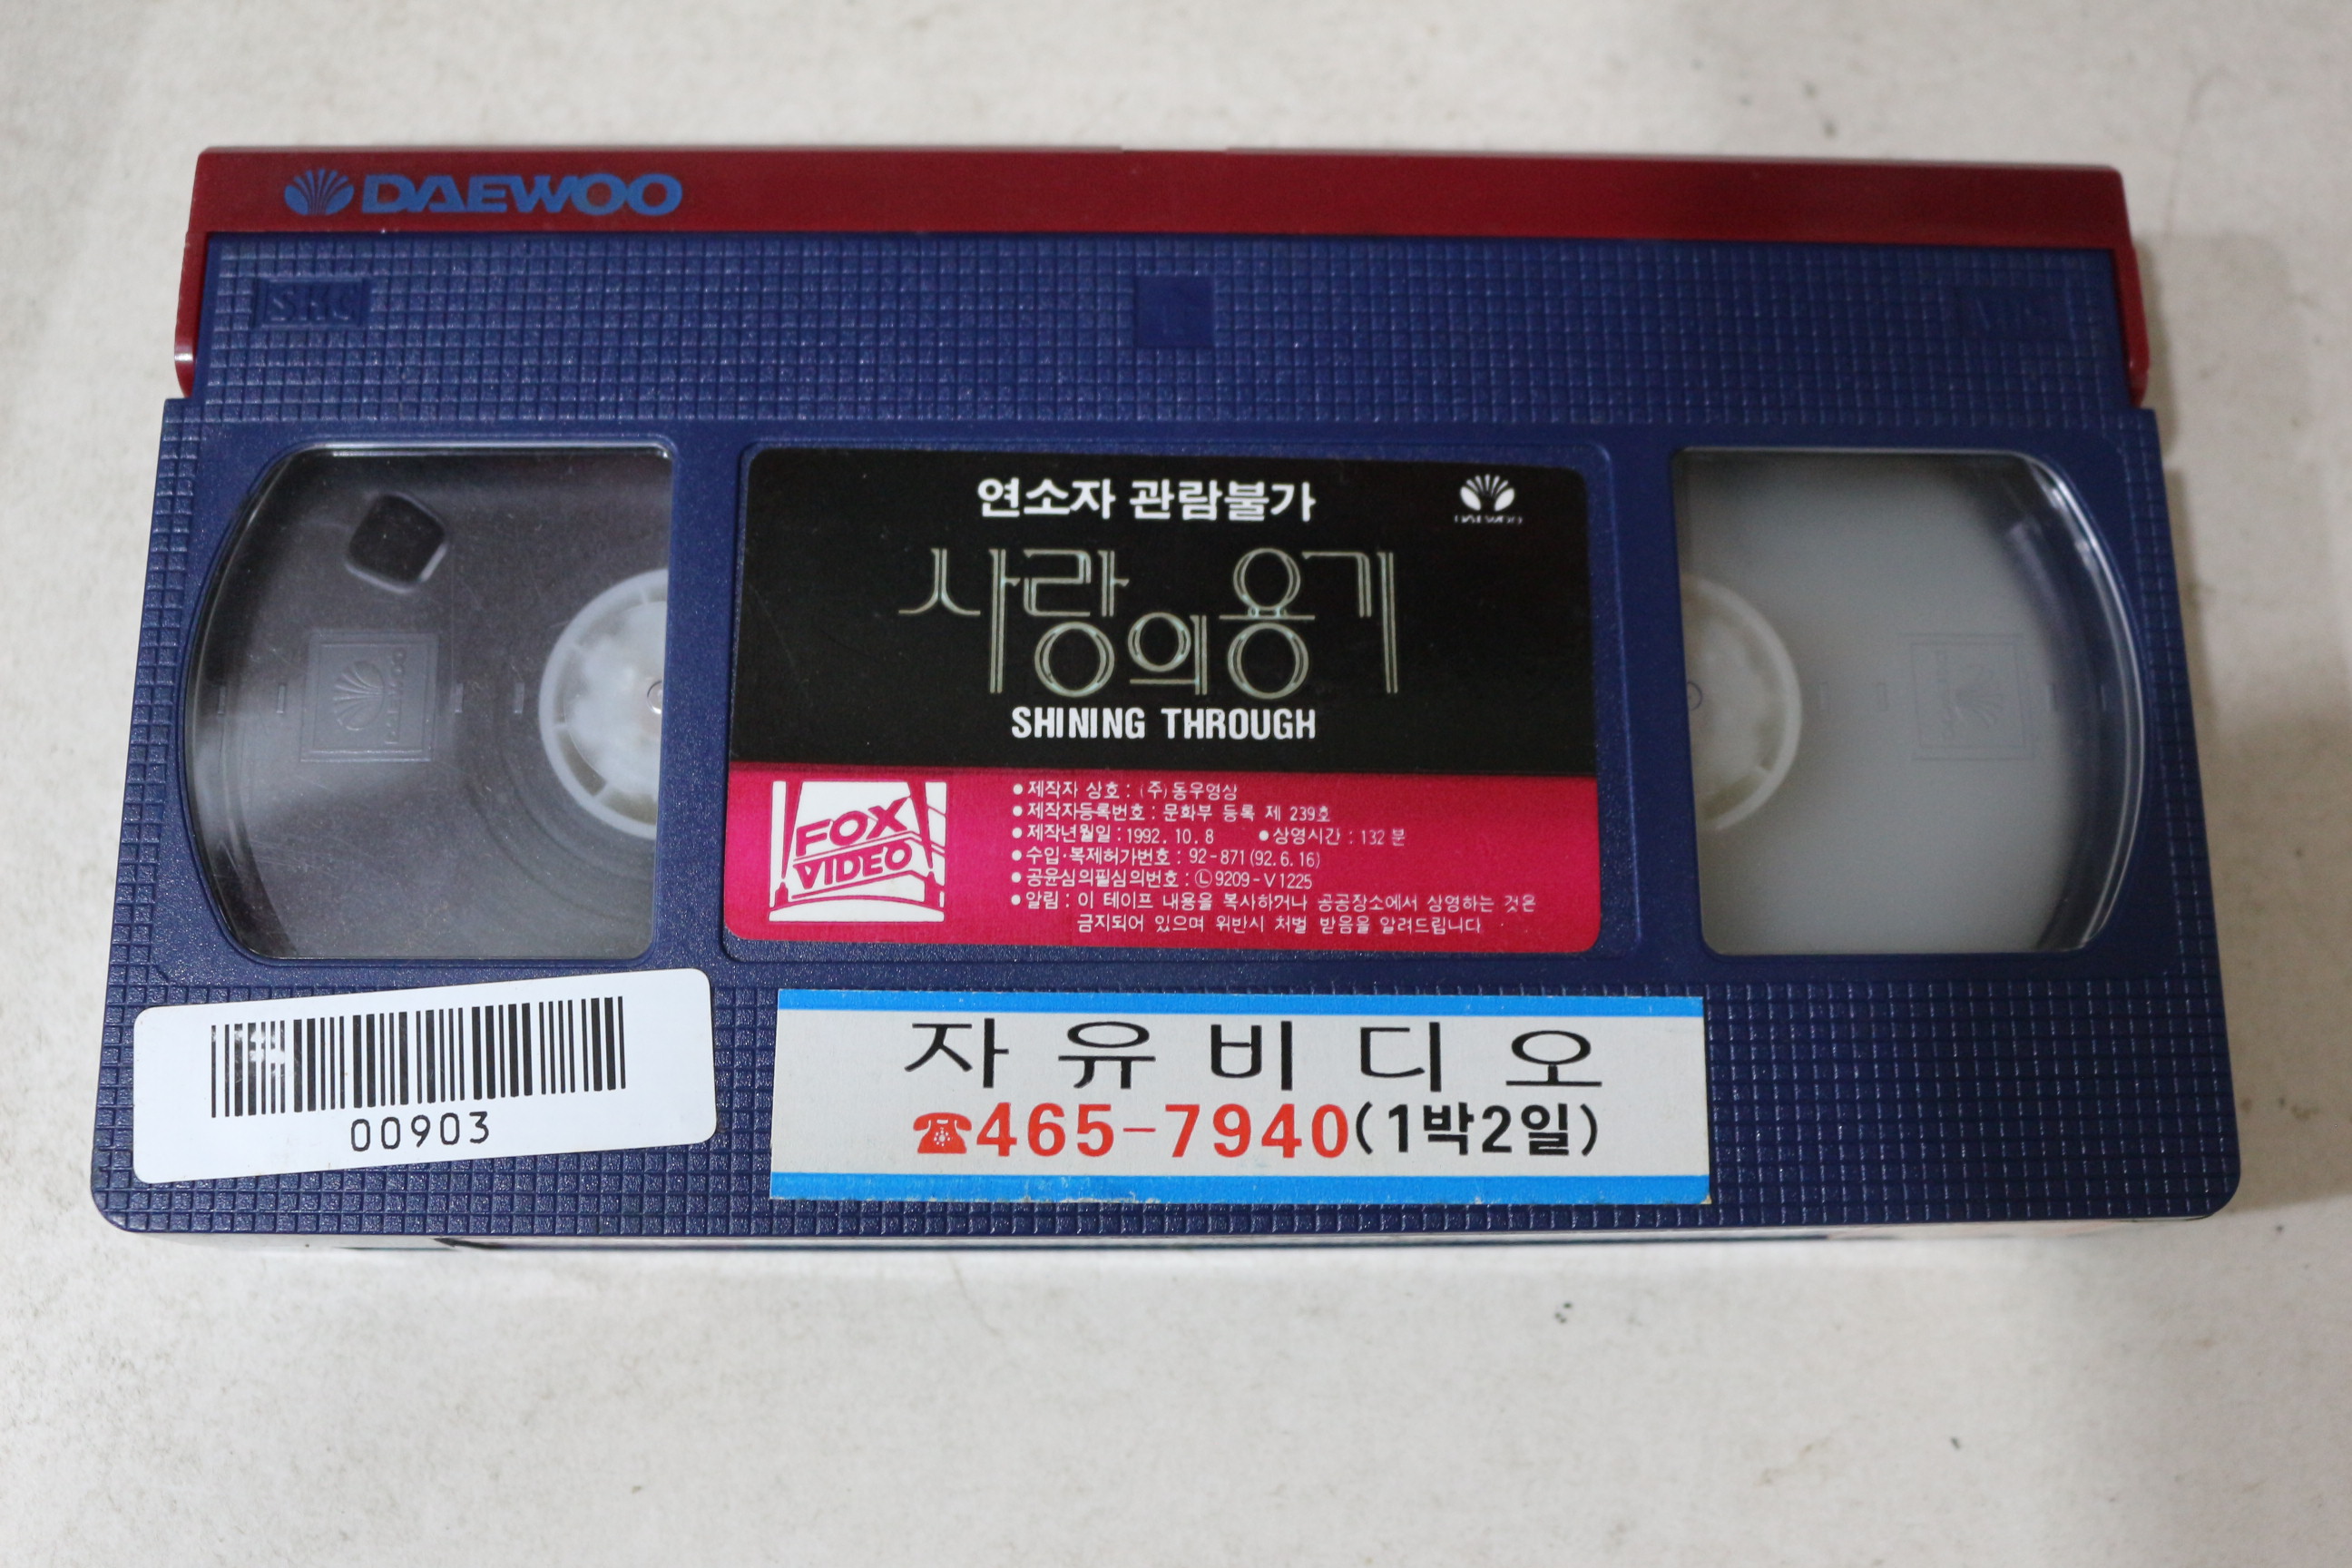 DAEWOO
SKC
연소자 관람불가
DAEWOO
사랑의 용기
SHINING THROUGH
FOX
VIDEO
● 제작자 상호 : (주)동우영상
● 제작자등록번호 : 문화부 등록 제 239호
● 제작년월일 : 1992. 10. 8 ● 상영시간 : 132 분
● 수입·복제허가번호 : 92-871 (92. 6. 16)
● 공윤심의필심의번호 : Ⓛ 9209-V1225
● 알림 : 이 테이프 내용을 복사하거나 공공장소에서 상영하는 것은
금지되어 있으며 위반시 처벌 받음을 알려드립니다
00903
자유비디오
☎465-7940(1박2일)